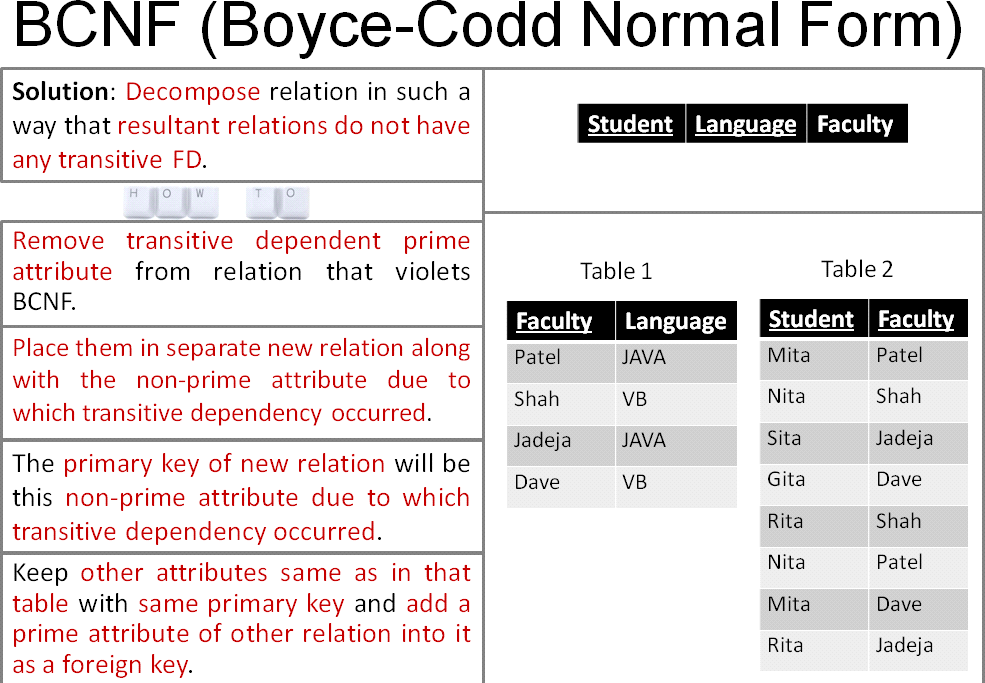 BCNF (Boyce-Codd Normal Form)
Solution: Decompose relation in such a
way that resultant relations do not have
any transitive FD.
HOW TO
Remove transitive dependent prime
attribute from relation that violets
BCNF.
Place them in separate new relation along
with the non-prime attribute due to
which transitive dependency occurred.
The primary key of new relation will be
this non-prime attribute due to which
transitive dependency occurred.
Keep other attributes same as in that
table with same primary key and add a
prime attribute of other relation into it
as a foreign key.
Student Language Faculty
Table 1
Faculty Language
Patel JAVA
Shah VB
Jadeja JAVA
Dave VB
Table 2
Student Faculty
Mita Patel
Nita Shah
Sita Jadeja
Gita Dave
Rita Shah
Nita Patel
Mita Dave
Rita Jadeja